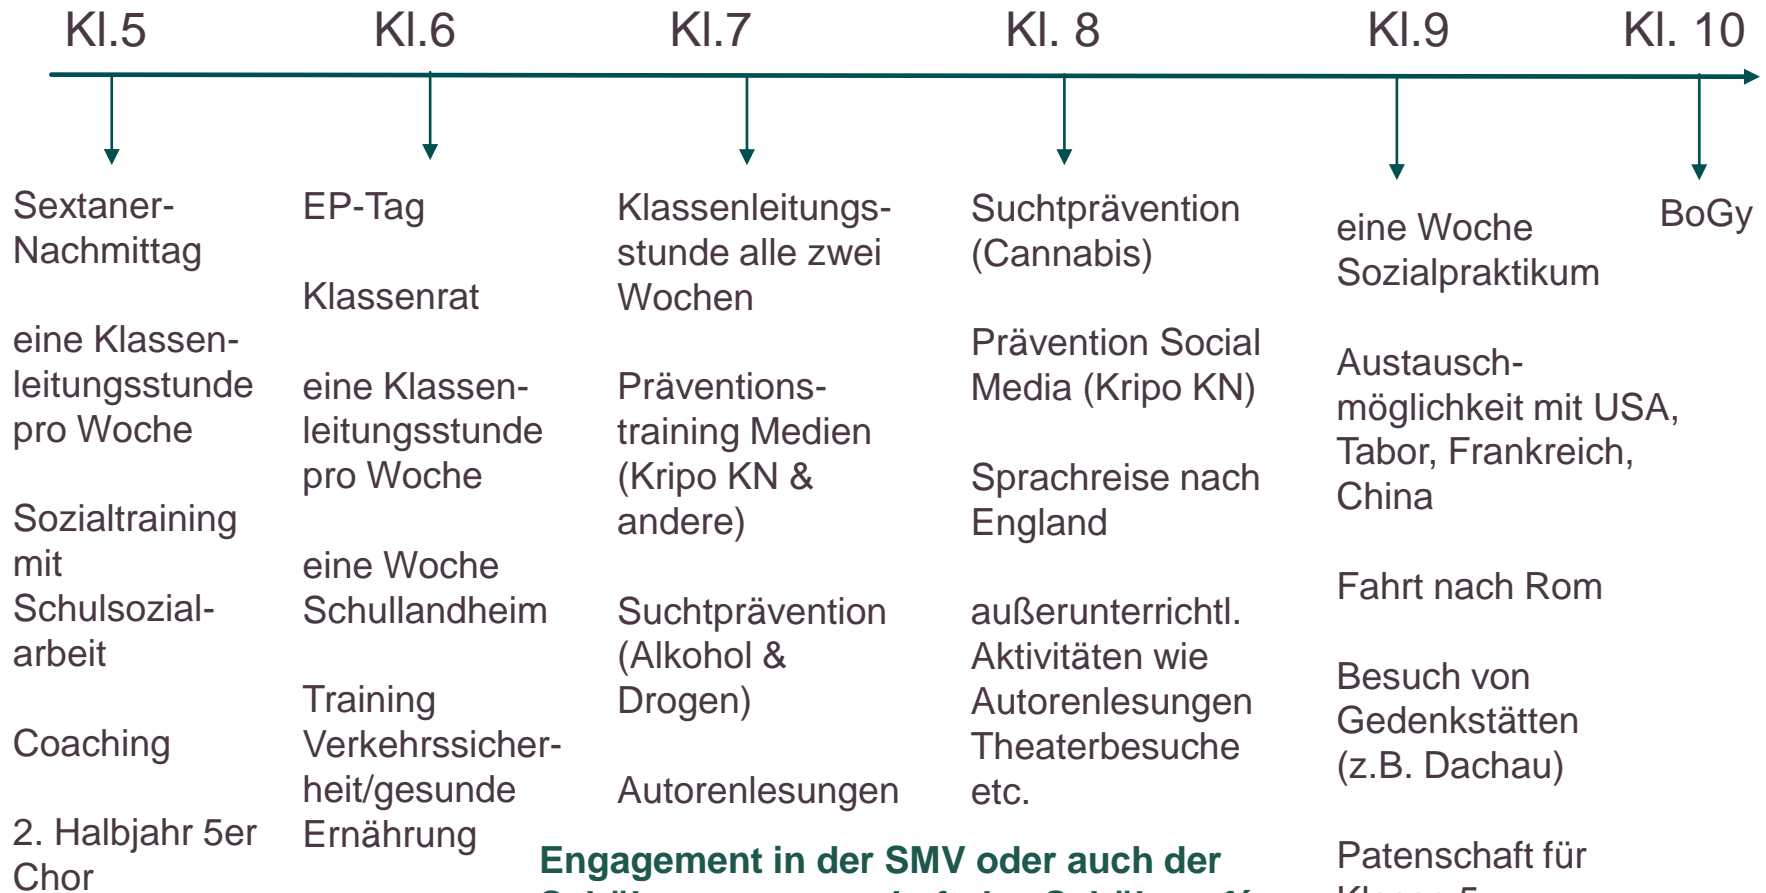 Kl.5
Kl.6
Kl.7
Kl. 8
Kl.9
Kl. 10
Sextaner-
Nachmittag
eine Klassen-
leitungsstunde
pro Woche
Sozialtraining
mit
Schulsozial-
arbeit
Coaching
2. Halbjahr 5er
Chor
EP-Tag
Klassenrat
eine Klassen-
leitungsstunde
pro Woche
eine Woche
Schullandheim
Training
Verkehrssicher-
heit/gesunde
Ernährung
Klassenleitungs-
stunde alle zwei
Wochen
Präventions-
training Medien
(Kripo KN &
andere)
Suchtprävention
(Alkohol &
Drogen)
Autorenlesungen
Suchtprävention
(Cannabis)
Prävention Social
Media (Kripo KN)
Sprachreise nach
England
außerunterrichtl.
Aktivitäten wie
Autorenlesungen
Theaterbesuche
etc.
eine Woche
Sozialpraktikum
Austausch-
möglichkeit mit USA,
Tabor, Frankreich,
China
Fahrt nach Rom
Besuch von
Gedenkstätten
(z.B. Dachau)
Patenschaft für
Klasse 5
BoGy
Engagement in der SMV oder auch der